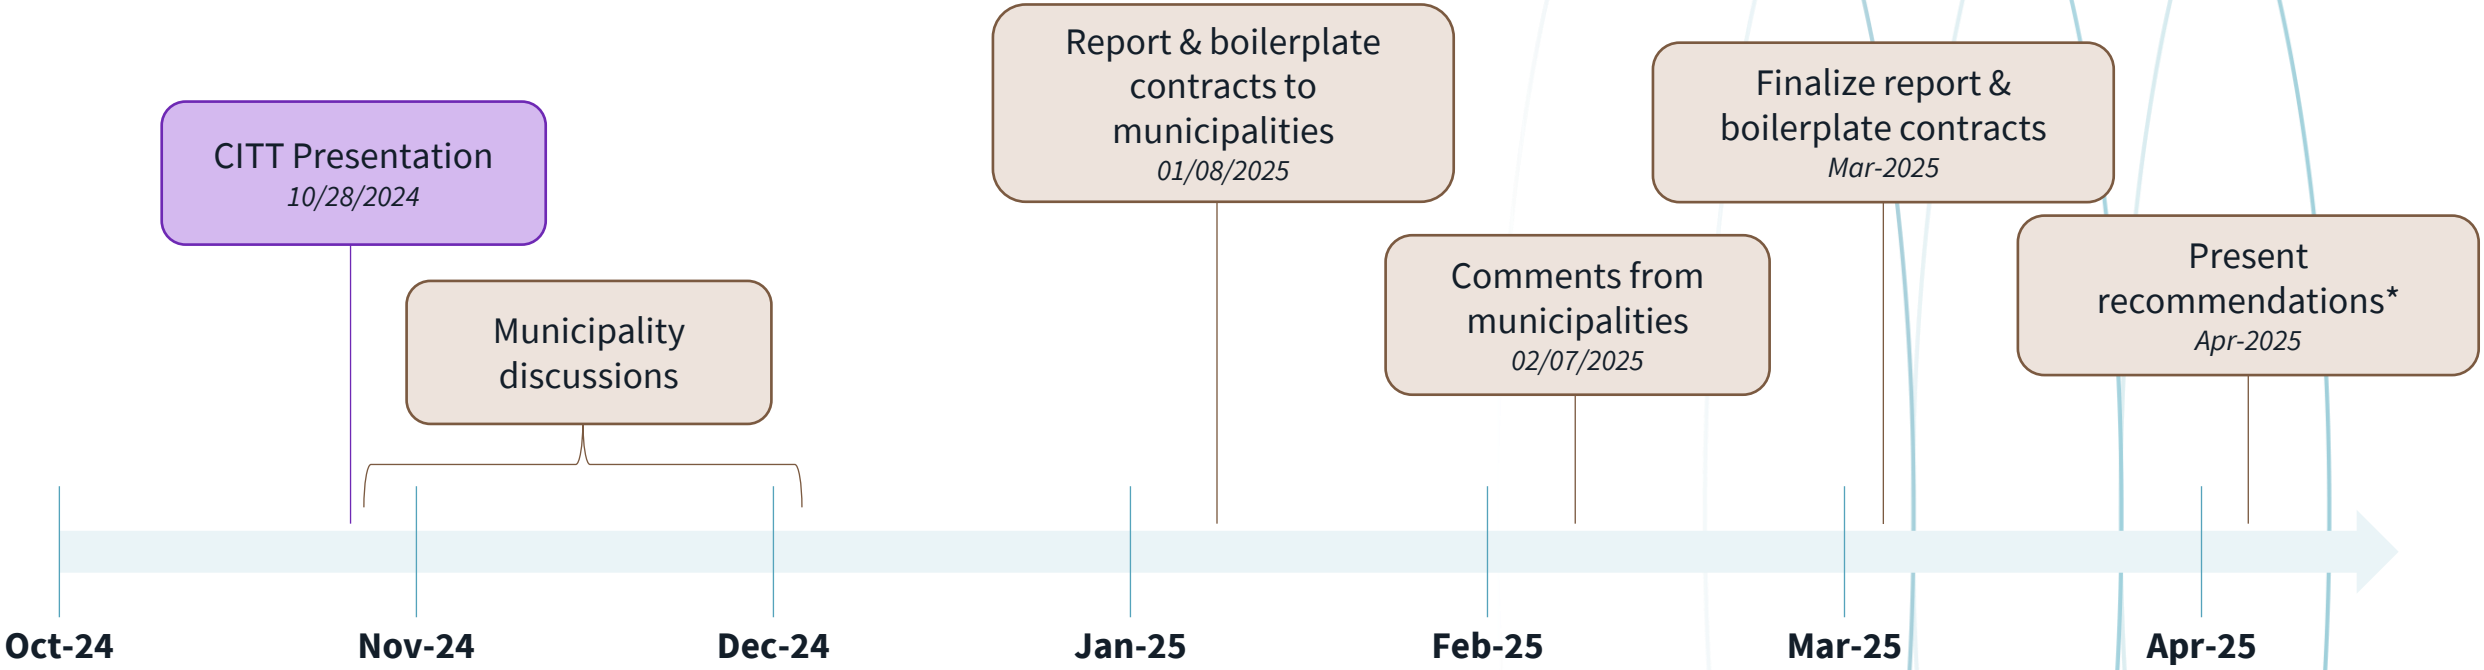 CITT Presentation
10/28/2024
Municipality
discussions
Report & boilerplate
contracts to
municipalities
01/08/2025
Comments from
municipalities
02/07/2025
Finalize report &
boilerplate contracts
Mar-2025
Present
recommendations*
Apr-2025
Oct-24
Nov-24
Dec-24
Jan-25
Feb-25
Mar-25
Apr-25